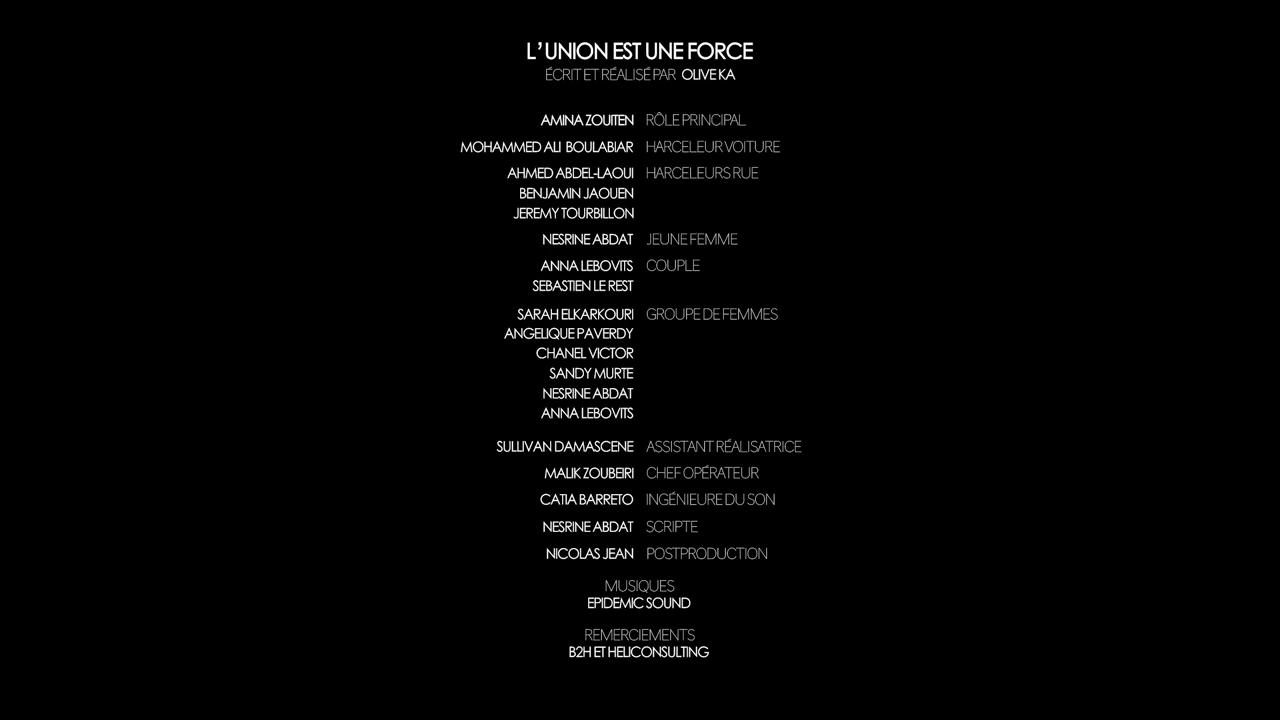 L'UNION EST UNE FORCE
ÉCRIT ET RÉALISÉ PAR OLIVE KA
AMINA ZOUITEN RÔLE PRINCIPAL
MOHAMMED ALI BOULABIAR HARCELEUR VOITURE
AHMED ABDEL-LAOUI HARCELEURS RUE
BENJAMIN JAOUEN
JEREMY TOURBILLON
NESRINE ABDAT JEUNE FEMME
ANNA LEBOVITS COUPLE
SEBASTIEN LE REST
SARAH ELKARKOURI GROUPE DE FEMMES
ANGELIQUE PAVERDY
CHANEL VICTOR
SANDY MURTE
NESRINE ABDAT
ANNA LEBOVITS
SULLIVAN DAMASCENE ASSISTANT RÉALISATRICE
MALIK ZOUBEIRI CHEF OPÉRATEUR
CATIA BARRETO INGÉNIEURE DU SON
NESRINE ABDAT SCRIPTE
NICOLAS JEAN POSTPRODUCTION
MUSIQUES
EPIDEMIC SOUND
REMERCIEMENTS
B2H ET HELICONSULTING